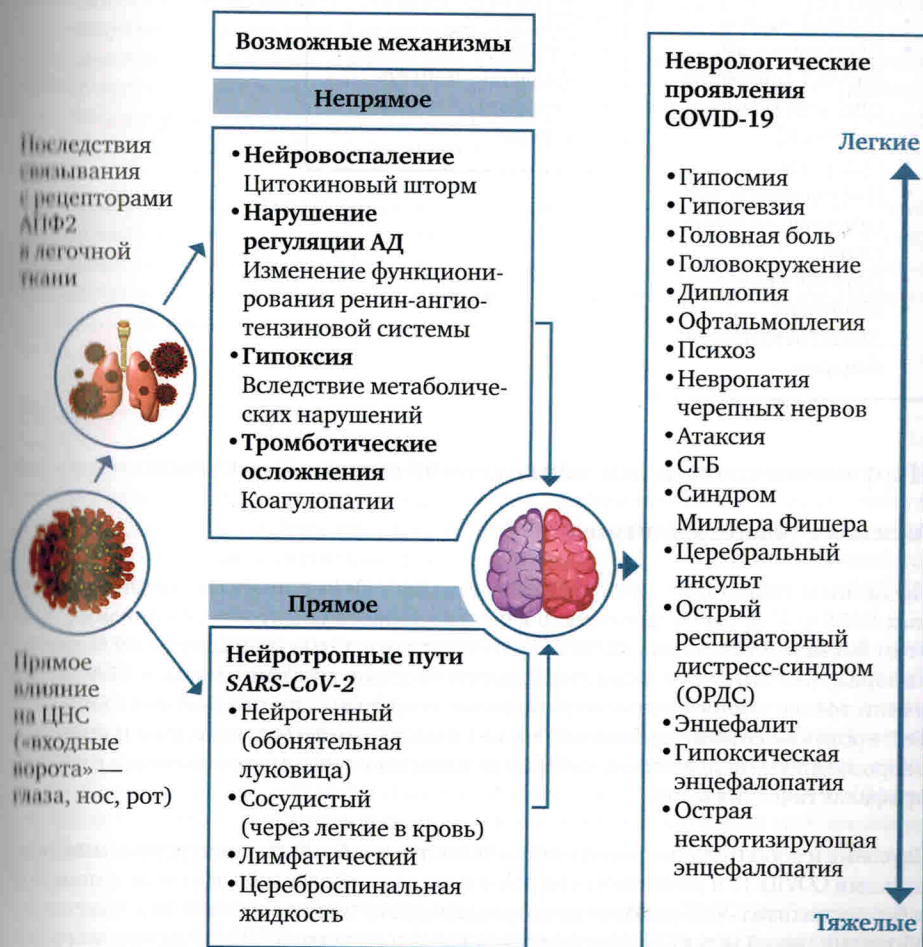 Возможные механизмы
Непрямое
Последствия
связывания
с рецепторами
АПФ2
в легочной
ткани
• Нейровоспаление
Цитокиновый шторм
• Нарушение
регуляции АД
Изменение функциони-
рования ренин-ангио-
тензиновой системы
• Гипоксия
Вследствие метаболиче-
ских нарушений
• Тромботические
осложнения
Коагулопатии
Прямое
Прямое
влияние
на ЦНС
(«входные
ворота» —
глаза, нос, рот)
Нейротропные пути
SARS-CoV-2
• Нейрогенный
(обонятельная
луковица)
• Сосудистый
(через легкие в кровь)
• Лимфатический
• Цереброспинальная
жидкость
Неврологические
проявления
COVID-19
Легкие
• Гипосмия
• Гипогевзия
• Головная боль
• Головокружение
• Диплопия
• Офтальмоплегия
• Психоз
• Невропатия
черепных нервов
• Атаксия
• СГБ
• Синдром
Миллера Фишера
• Церебральный
инсульт
• Острый
респираторный
дистресс-синдром
(ОРДС)
• Энцефалит
• Гипоксическая
энцефалопатия
• Острая
некротизирующая
энцефалопатия
Тяжелые